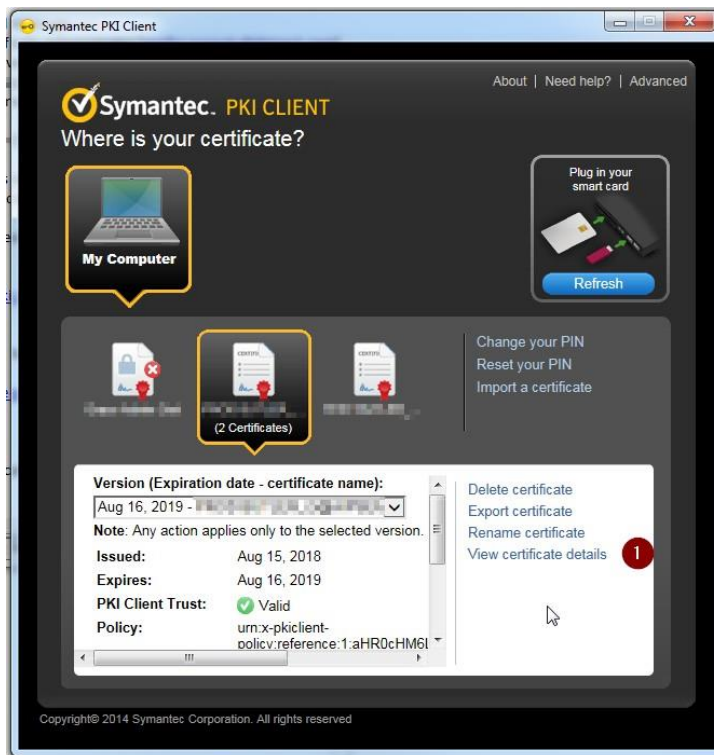 Symantec PKI Client
About | Need help? | Advanced
Symantec. PKI CLIENT
Where is your certificate?
My Computer
Plug in your
smart card
Refresh
(2 Certificates)
Change your PIN
Reset your PIN
Import a certificate
Version (Expiration date - certificate name):
Aug 16, 2019 -
Note: Any action applies only to the selected version.
Issued: Aug 15, 2018
Expires: Aug 16, 2019
PKI Client Trust: Valid
Policy: urn:x-pkiclient-
policy:reference:1:aHR0cHM6L
Delete certificate
Export certificate
Rename certificate
View certificate details 1
Copyright© 2014 Symantec Corporation. All rights reserved